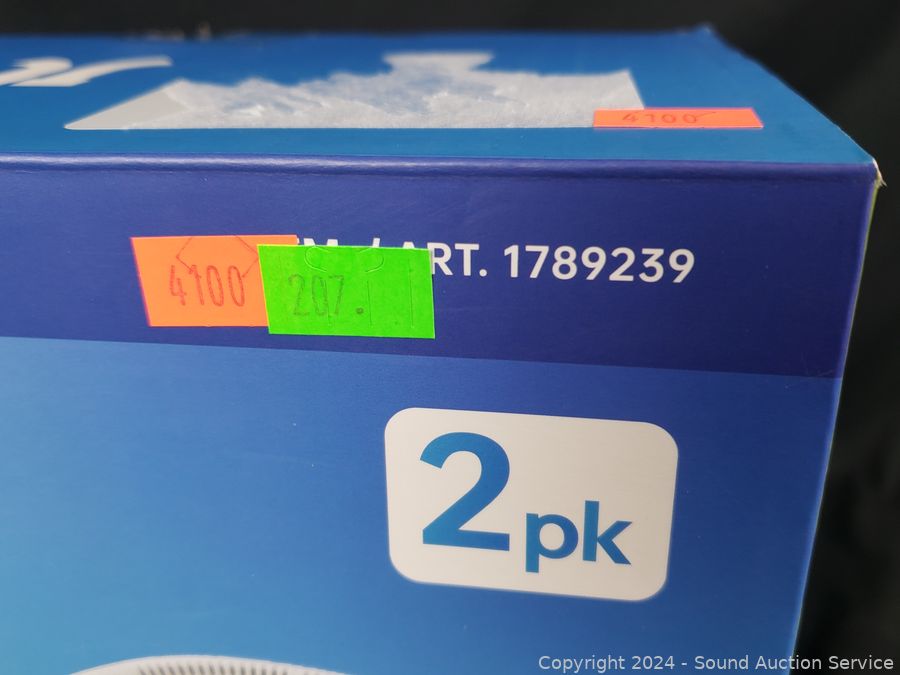 4100
4100
207.
M / ART. 1789239
2pk
Copyright 2024 - Sound Auction Service